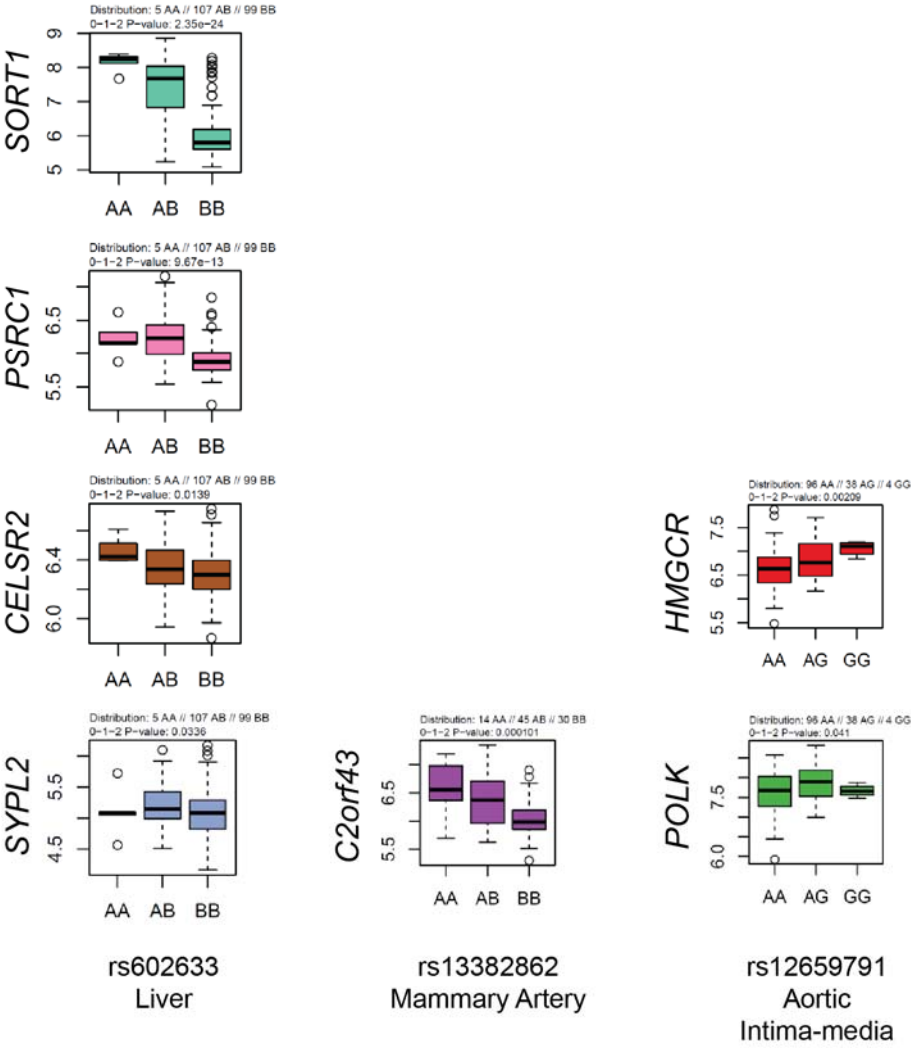 Distribution: 5 AA // 107 AB // 99 BB
0−1−2 P−value: 2.35e−24
SORT1
9
8
7
6
5
AA AB BB
Distribution: 5 AA // 107 AB // 99 BB
0−1−2 P−value: 9.67e−13
PSRC1
6.5
5.5
AA AB BB
Distribution: 5 AA // 107 AB // 99 BB
0−1−2 P−value: 0.0139
CELSR2
6.4
6.0
AA AB BB
Distribution: 96 AA // 38 AG // 4 GG
0−1−2 P−value: 0.00209
HMGCR
7.5
6.5
5.5
AA AG GG
Distribution: 5 AA // 107 AB // 99 BB
0−1−2 P−value: 0.0336
SYPL2
5.5
4.5
AA AB BB
Distribution: 14 AA // 45 AB // 30 BB
0−1−2 P−value: 0.000101
C2orf43
6.5
5.5
AA AB BB
Distribution: 96 AA // 38 AG // 4 GG
0−1−2 P−value: 0.041
POLK
7.5
6.0
AA AG GG
rs602633
Liver
rs13382862
Mammary Artery
rs12659791
Aortic
Intima-media